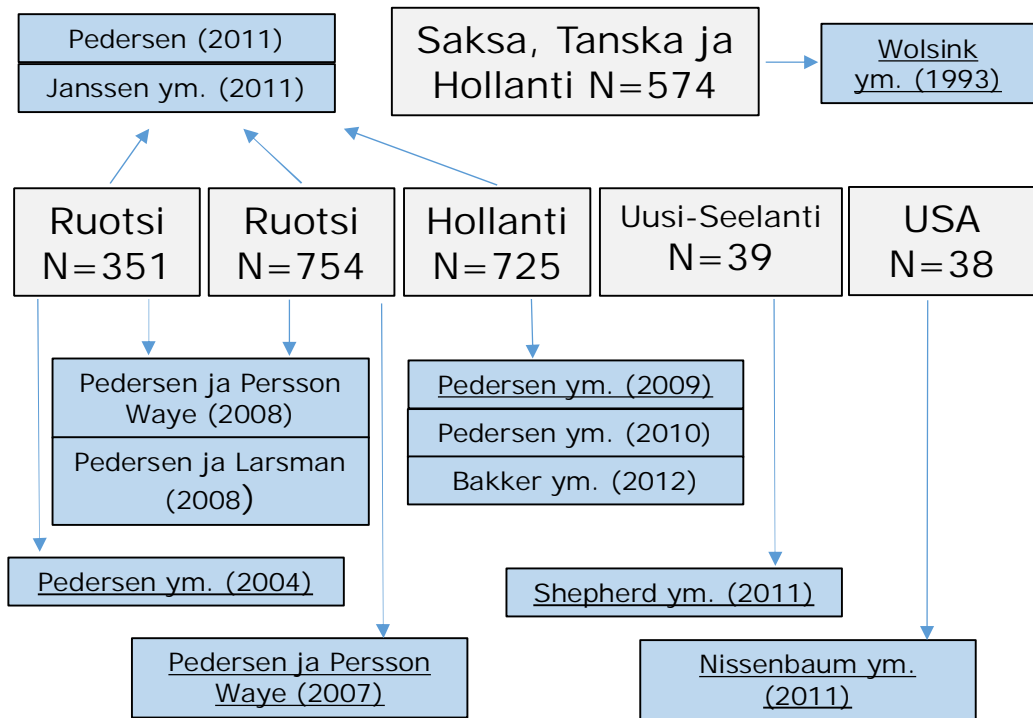 Pedersen (2011)
Janssen ym. (2011)
Saksa, Tanska ja
Hollanti N=574
Wolsink
ym. (1993)
Ruotsi
N=351
Ruotsi
N=754
Hollanti
N=725
Uusi-Seelanti
N=39
USA
N=38
Pedersen ja Persson
Waye (2008)
Pedersen ja Larsman
(2008)
Pedersen ym. (2009)
Pedersen ym. (2010)
Bakker ym. (2012)
Pedersen ym. (2004)
Shepherd ym. (2011)
Pedersen ja Persson
Waye (2007)
Nissenbaum ym.
(2011)